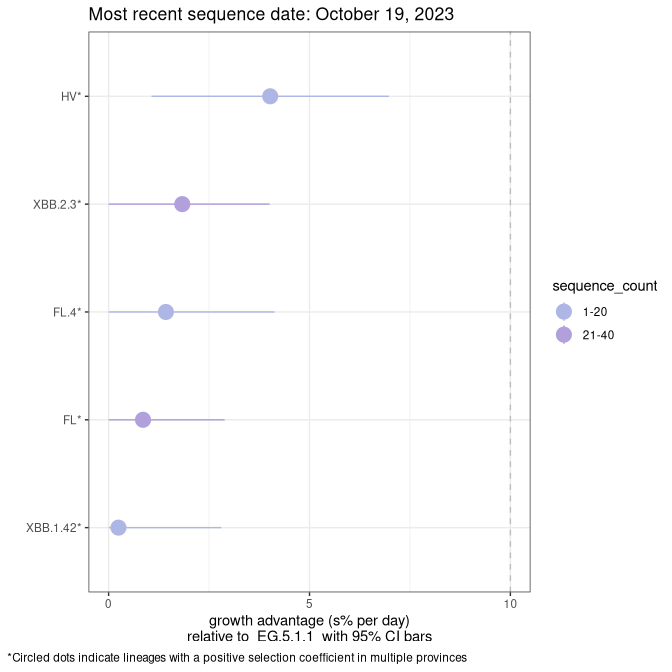 Most recent sequence date: October 19, 2023
HV*
XBB.2.3*
FL.4*
FL*
XBB.1.42*
0 5 10
growth advantage (s% per day)
relative to  EG.5.1.1  with 95% CI bars
sequence_count
1-20
21-40
*Circled dots indicate lineages with a positive selection coefficient in multiple provinces